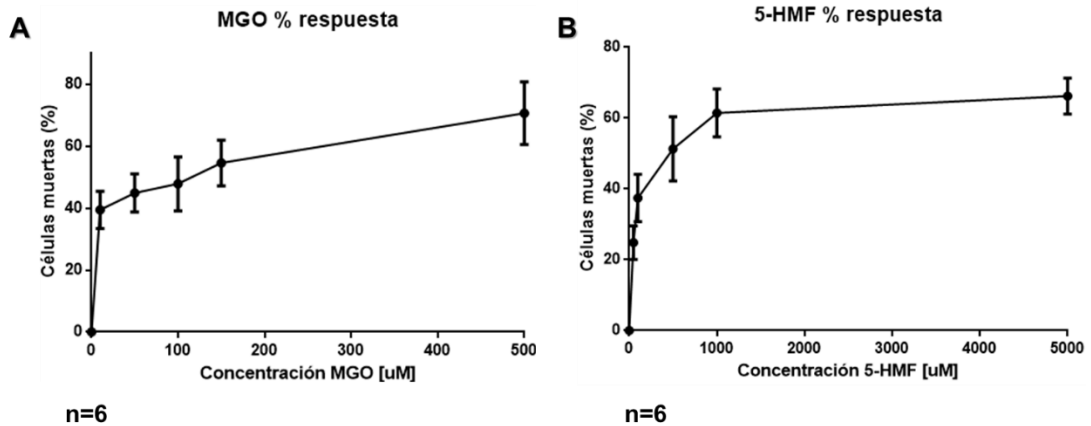 A
MGO % respuesta
Células muertas (%)
80
60
40
20
0
0 100 200 300 400 500
Concentración MGO [uM]
n=6
B
5-HMF % respuesta
Células muertas (%)
80
60
40
20
0
0 1000 2000 3000 4000 5000
Concentración 5-HMF [uM]
n=6